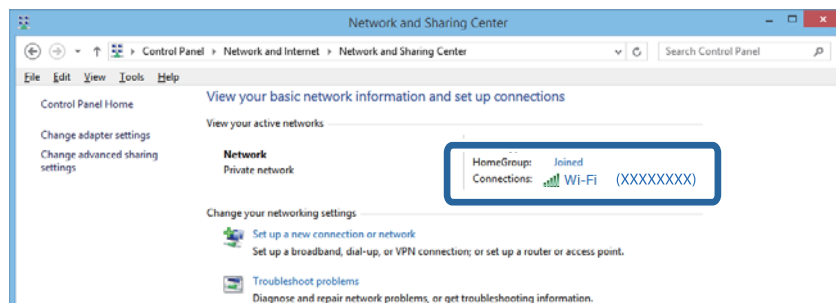 Network and Sharing Center
Control Panel Network and Internet Network and Sharing Center Search Control Panel
File Edit View Tools Help
Control Panel Home
Change adapter settings
Change advanced sharing
settings
View your basic network information and set up connections
View your active networks
Network
Private network
HomeGroup: Joined
Connections: Wi-Fi (XXXXXXXX)
Change your networking settings
Set up a new connection or network
Set up a broadband, dial-up, or VPN connection; or set up a router or access point.
Troubleshoot problems
Diagnose and repair network problems, or get troubleshooting information.